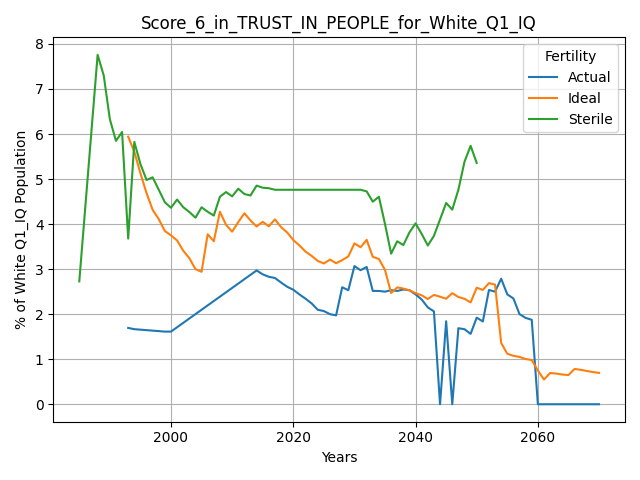 Score_6_in_TRUST_IN_PEOPLE_for_White_Q1_IQ
Fertility
Actual
Ideal
Sterile
% of White Q1_IQ Population
8
7
6
5
4
3
2
1
0
2000
2020
2040
2060
Years